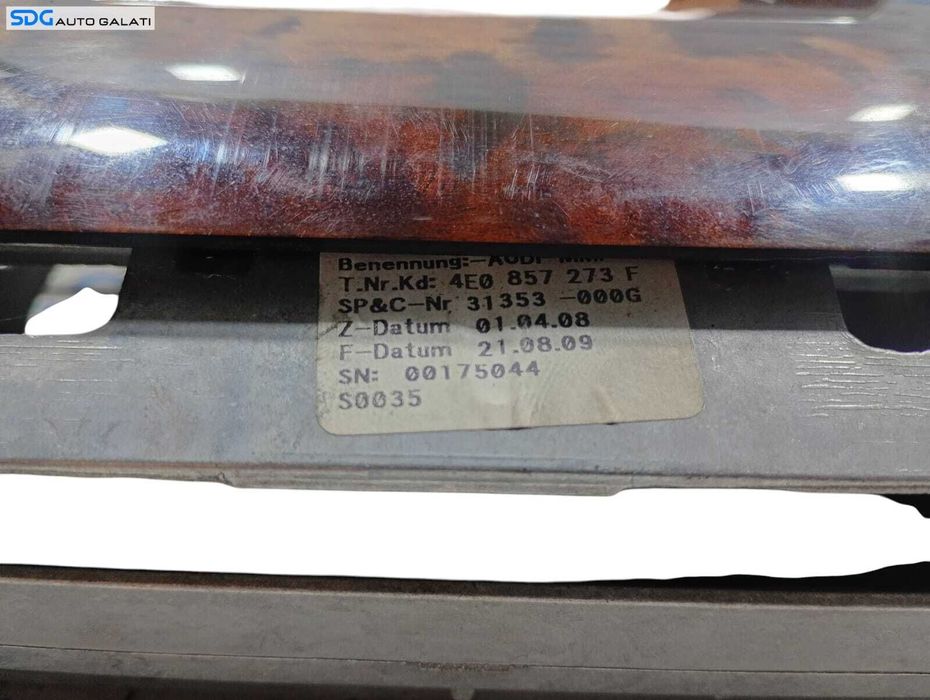 SDG AUTO GALATI
Benennung:-AUDI MMI
T.Nr.Kd: 4E0 857 273 F
SP&C-Nr 31353 -000G
Z-Datum 01.04.08
F-Datum 21.08.09
SN: 00175044
S0035